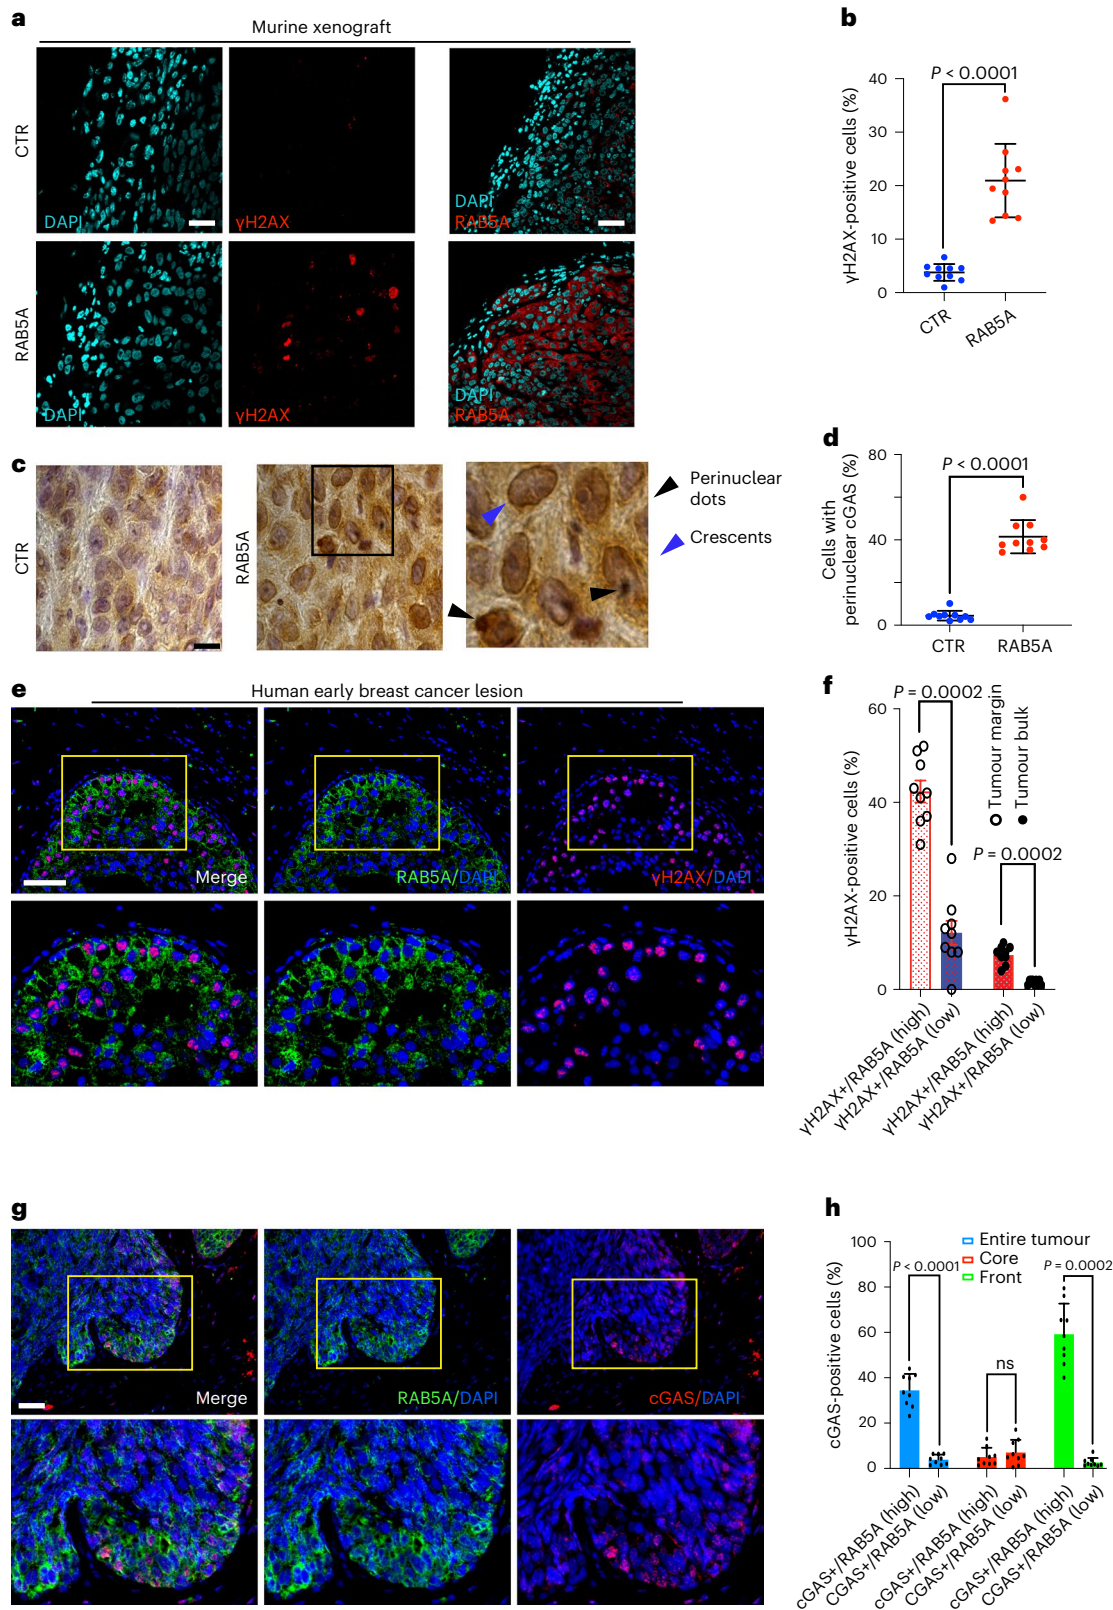 a
Murine xenograft
CTR
DAPI
γH2AX
DAPI
RAB5A
RAB5A
DAPI
γH2AX
DAPI
RAB5A
b
γH2AX-positive cells (%)
P < 0.0001
40
30
20
10
0
CTR
RAB5A
c
CTR
RAB5A
Perinuclear
dots
Crescents
d
Cells with
perinuclear cGAS (%)
P < 0.0001
80
40
0
CTR
RAB5A
e
Human early breast cancer lesion
Merge
RAB5A/DAPI
γH2AX/DAPI
f
γH2AX-positive cells (%)
P = 0.0002
P = 0.0002
Tumour margin
Tumour bulk
60
40
20
0
γH2AX+/RAB5A (high)
γH2AX+/RAB5A (low)
γH2AX+/RAB5A (high)
γH2AX+/RAB5A (low)
g
Merge
RAB5A/DAPI
cGAS/DAPI
h
cGAS-positive cells (%)
Entire tumour
Core
Front
P < 0.0001
ns
P = 0.0002
100
80
60
40
20
0
cGAS+/RAB5A (high)
CGAS+/RAB5A (low)
cGAS+/RAB5A (high)
CGAS+/RAB5A (low)
cGAS+/RAB5A (high)
CGAS+/RAB5A (low)